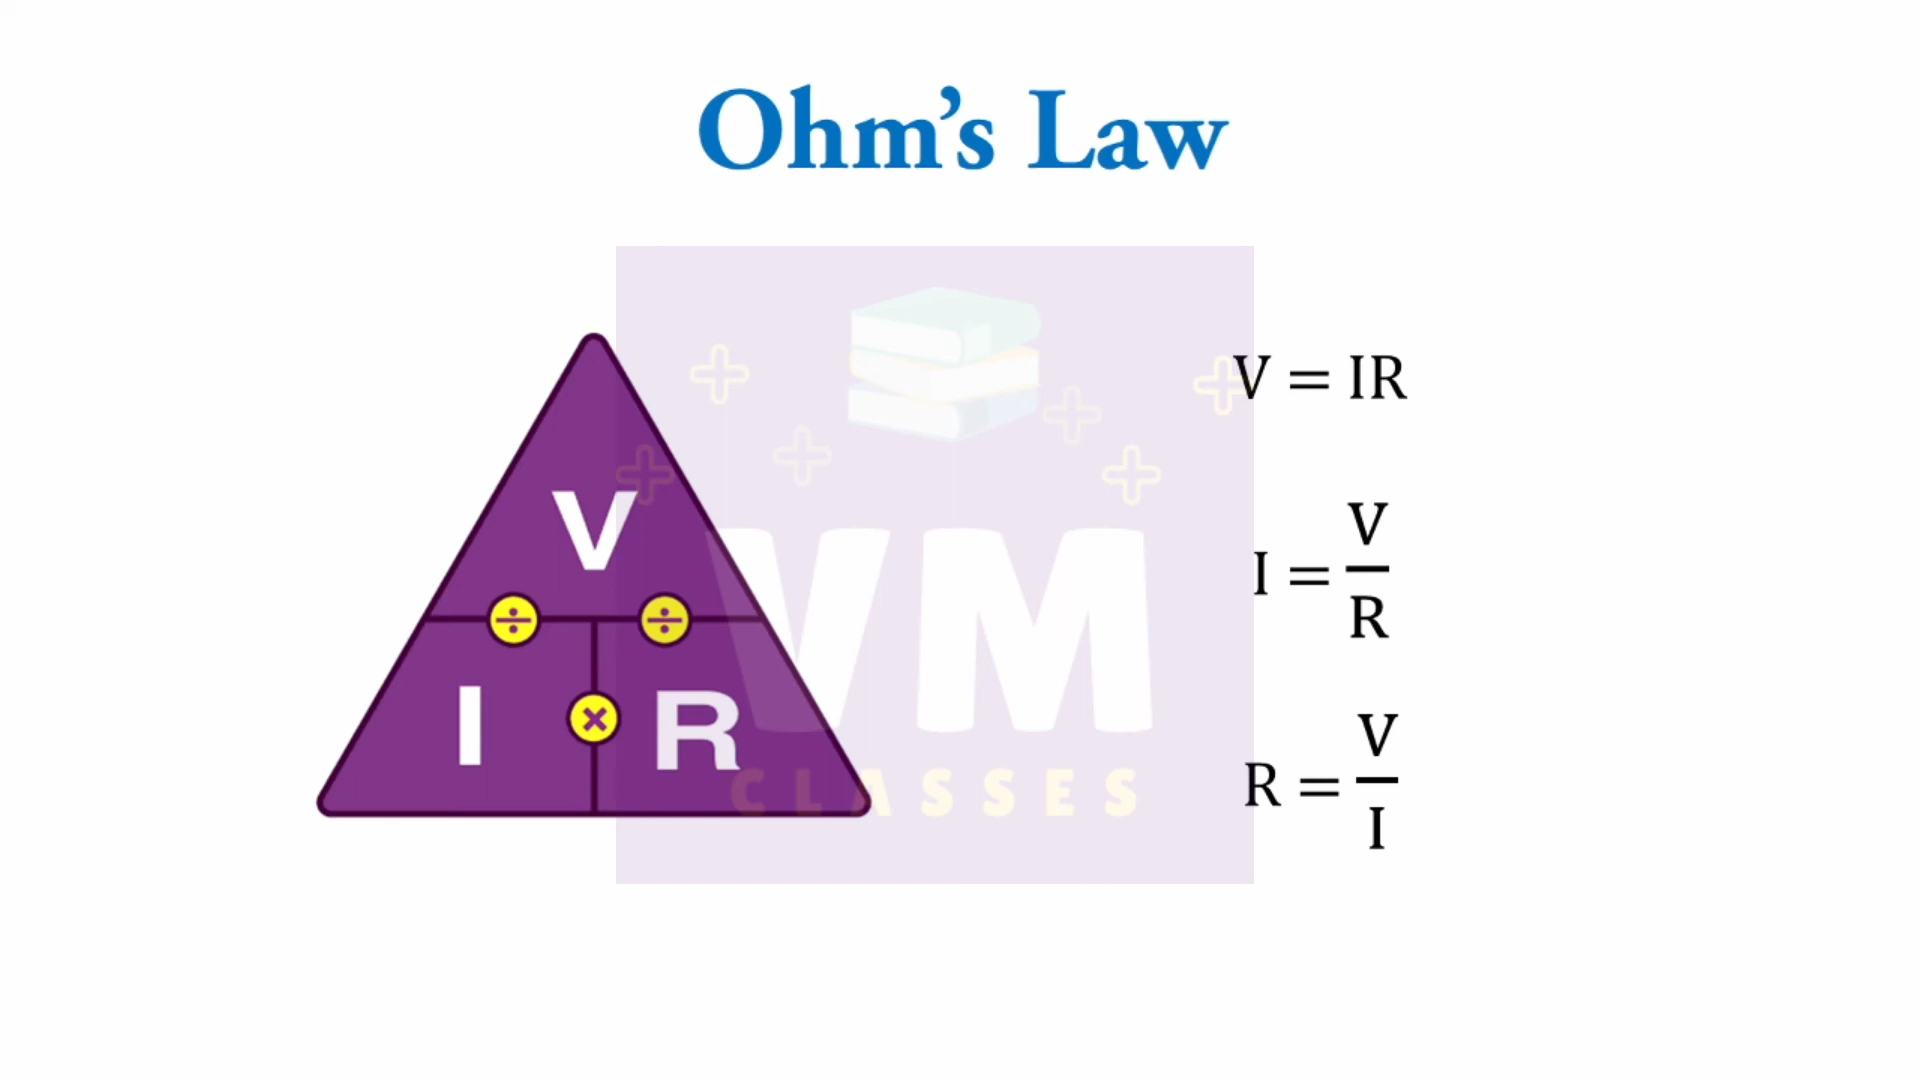 Ohm’s Law
V
÷ ÷
I × R
VM
CLASSES
V = IR
I = V/R
R = V/I